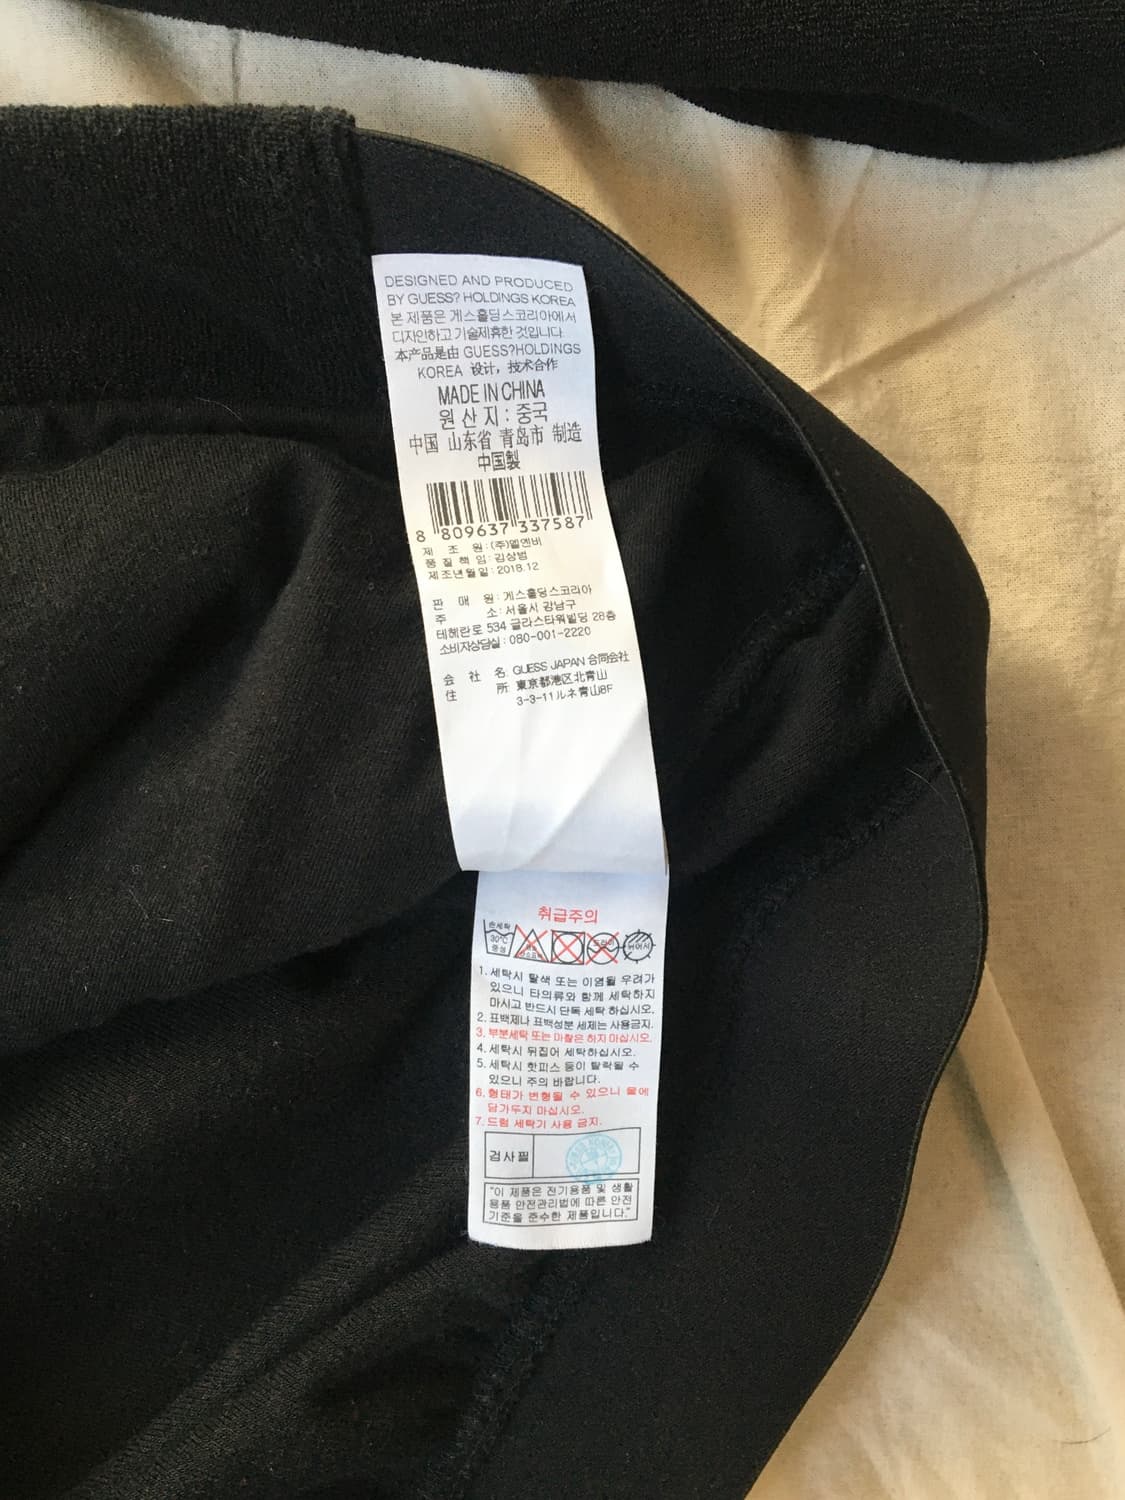 DESIGNED AND PRODUCED
BY GUESS? HOLDINGS KOREA
본 제품은 게스홀딩스코리아에서
디자인하고 기술제휴한 것입니다.
本产品是由 GUESS?HOLDINGS
KOREA 设计，技术合作
MADE IN CHINA
원 산 지 : 중국
中国 山东省 青岛市 制造
中国製
8 809637 337587
제 조 원 : (주)엘엔비
품 질 책 임 : 김상범
제조년월일 : 2018.12
판 매 원 : 게스홀딩스코리아
주 소 : 서울시 강남구
테헤란로 534 글라스타워빌딩 28층
소비자상담실 : 080-001-2220
会 社 名: GUESS JAPAN 合同会社
住 所: 東京都港区北青山
3-3-11ルネ青山8F
취급주의
손세탁
30℃
중성
드라이
뉘어서
1. 세탁시 탈색 또는 이염될 우려가
있으니 타의류와 함께 세탁하지
마시고 반드시 단독 세탁 하십시오.
2. 표백제나 표백성분 세제는 사용금지.
3. 부분세탁 또는 마찰은 하지 마십시오.
4. 세탁시 뒤집어 세탁하십시오.
5. 세탁시 핫피스 등이 탈락될 수
있으니 주의 바랍니다.
6. 형태가 변형될 수 있으니 물에
담가두지 마십시오.
7. 드럼 세탁기 사용 금지.
검사필
"이 제품은 전기용품 및 생활
용품 안전관리법에 따른 안전
기준을 준수한 제품입니다."